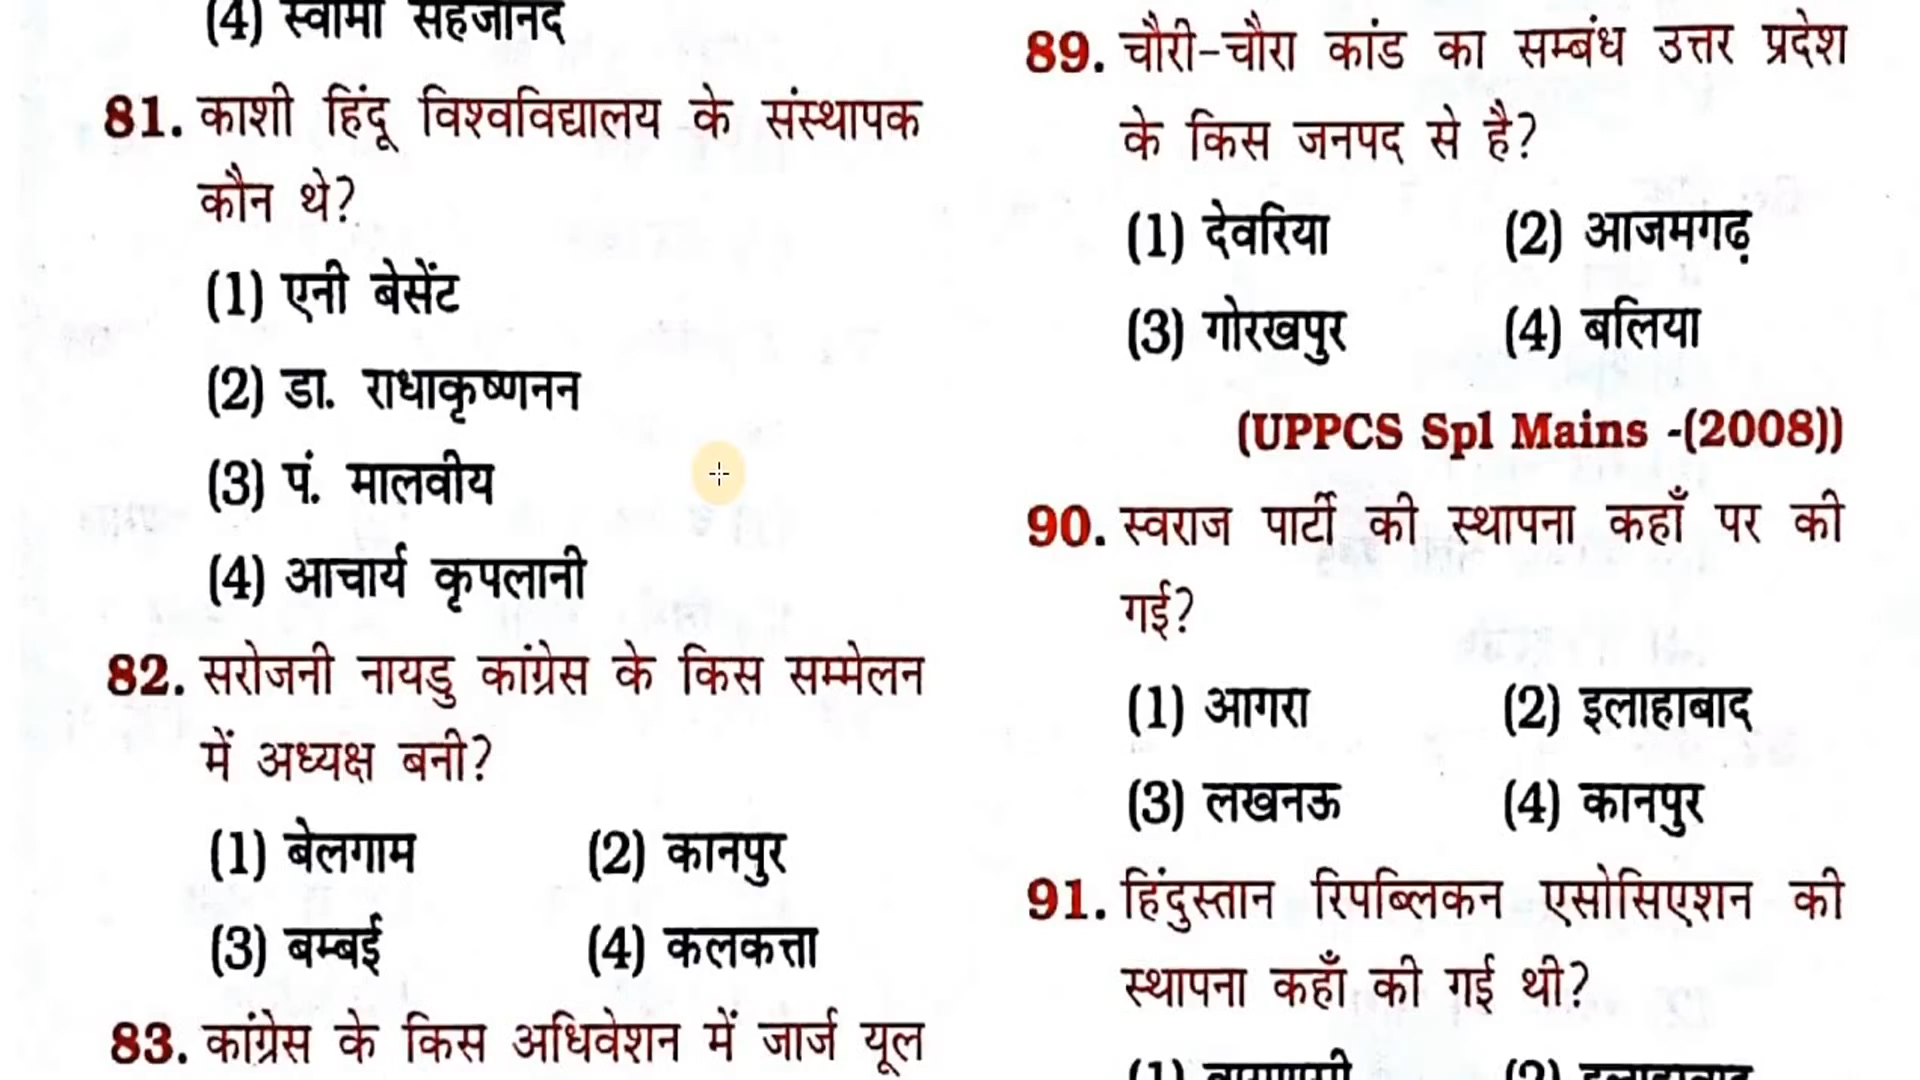 (4) स्वामी सहजानंद
81. काशी हिंदू विश्वविद्यालय के संस्थापक
कौन थे?
(1) एनी बेसेंट
(2) डा. राधाकृष्णनन
(3) पं. मालवीय
(4) आचार्य कृपलानी
82. सरोजनी नायडु कांग्रेस के किस सम्मेलन
में अध्यक्ष बनी?
(1) बेलगाम (2) कानपुर
(3) बम्बई (4) कलकत्ता
83. कांग्रेस के किस अधिवेशन में जार्ज यूल
89. चौरी-चौरा कांड का सम्बंध उत्तर प्रदेश
के किस जनपद से है?
(1) देवरिया (2) आजमगढ़
(3) गोरखपुर (4) बलिया
(UPPCS Spl Mains -(2008))
90. स्वराज पार्टी की स्थापना कहाँ पर की
गई?
(1) आगरा (2) इलाहाबाद
(3) लखनऊ (4) कानपुर
91. हिंदुस्तान रिपब्लिकन एसोसिएशन की
स्थापना कहाँ की गई थी?
(1) वाराणसी (2) इलाहाबाद